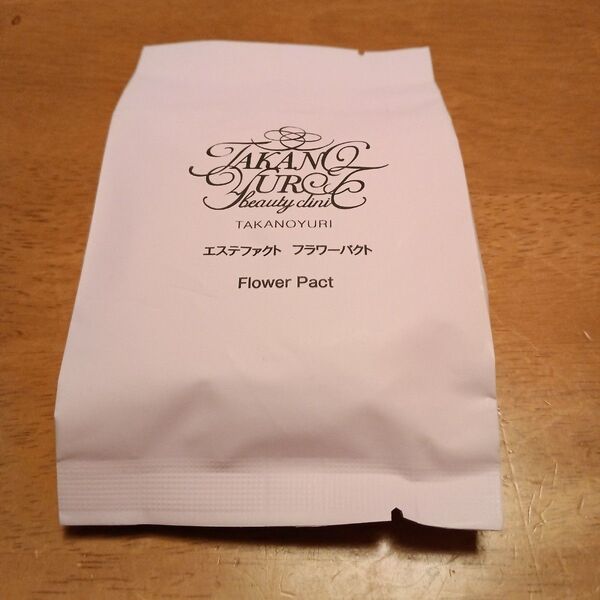 TAKANO
YURI
beauty clinic
TAKANOYURI
エステファクト フラワーパクト
Flower Pact